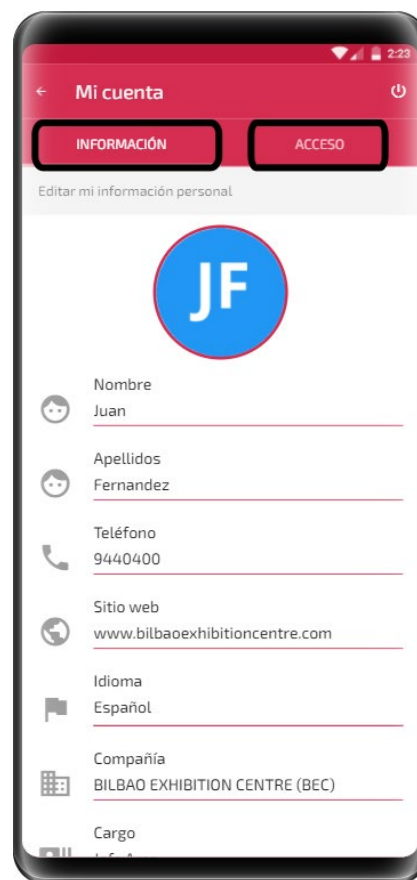 2:23
Mi cuenta
INFORMACIÓN
ACCESO
Editar mi información personal
JF
Nombre
Juan
Apellidos
Fernandez
Teléfono
9440400
Sitio web
www.bilbaoexhibitioncentre.com
Idioma
Español
Compañía
BILBAO EXHIBITION CENTRE (BEC)
Cargo